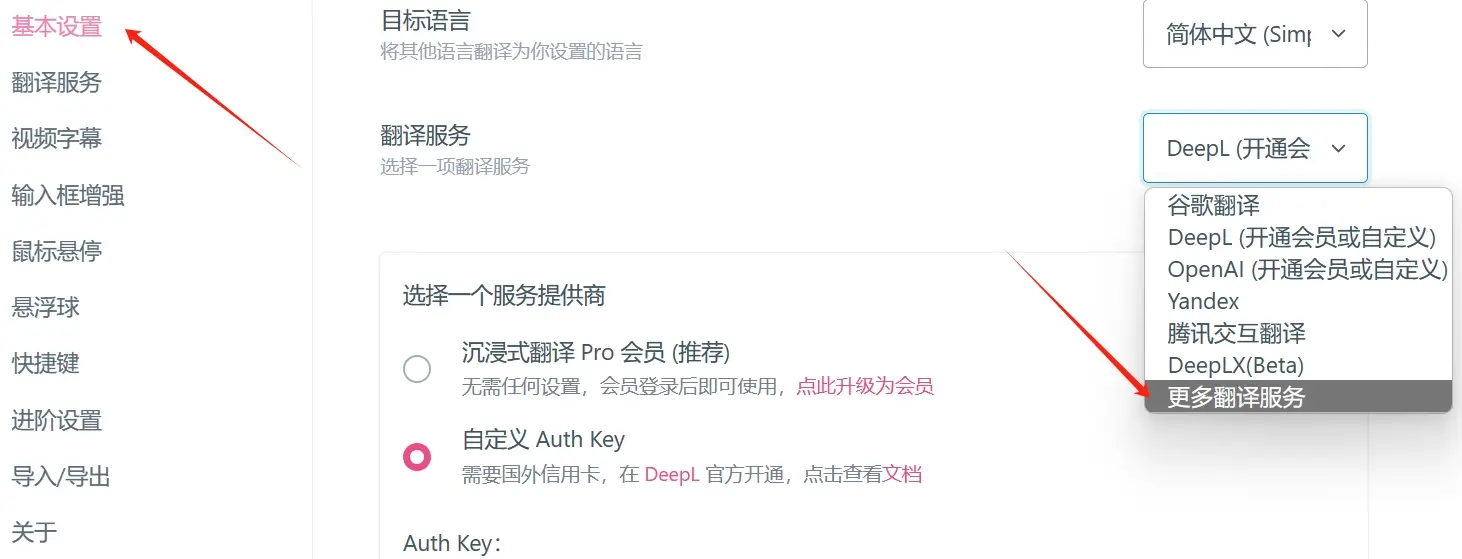 基本设置
翻译服务
视频字幕
输入框增强
鼠标悬停
悬浮球
快捷键
进阶设置
导入/导出
关于
目标语言
将其他语言翻译为你设置的语言
简体中文 (Simp
翻译服务
选择一项翻译服务
DeepL (开通会
谷歌翻译
DeepL (开通会员或自定义)
OpenAI (开通会员或自定义)
Yandex
腾讯交互翻译
DeepLX(Beta)
更多翻译服务
选择一个服务提供商
沉浸式翻译 Pro 会员 (推荐)
无需任何设置，会员登录后即可使用，点此升级为会员
自定义 Auth Key
需要国外信用卡，在 DeepL 官方开通，点击查看文档
Auth Key：